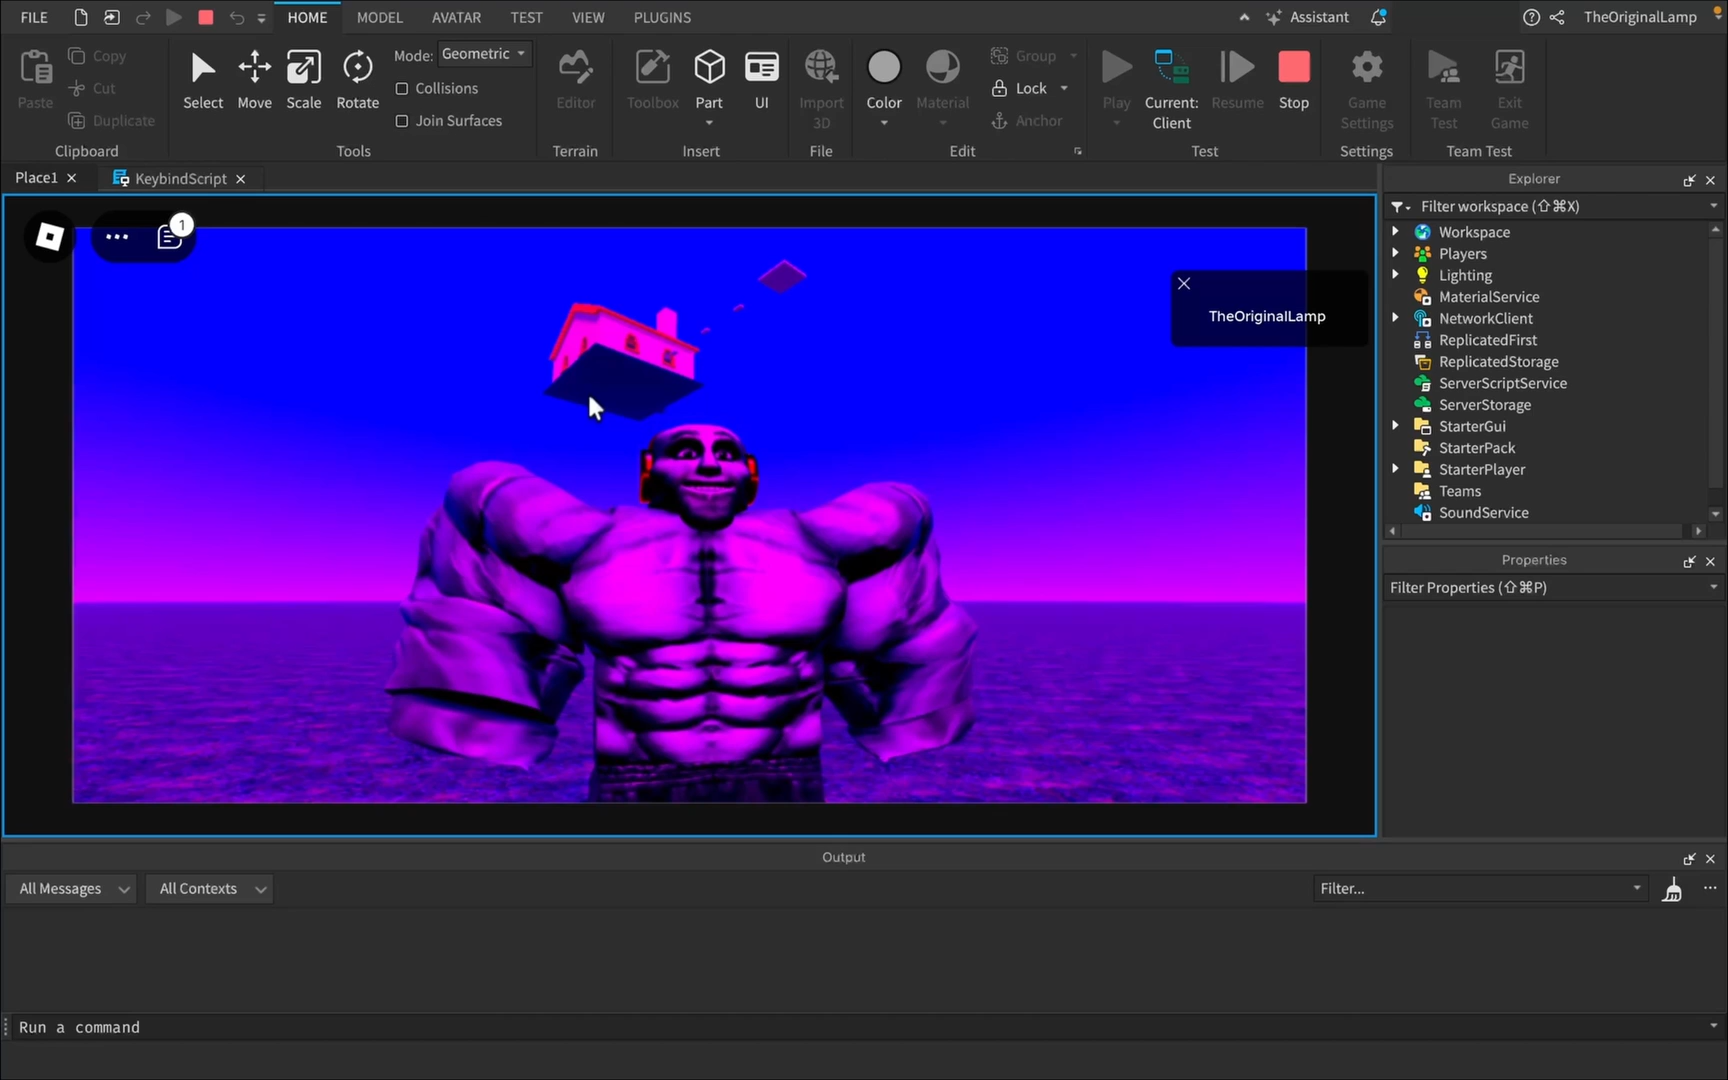 FILE
HOME
MODEL
AVATAR
TEST
VIEW
PLUGINS
Assistant
TheOriginalLamp
Paste
Copy
Cut
Duplicate
Clipboard
Select
Move
Scale
Rotate
Mode: Geometric
Collisions
Join Surfaces
Tools
Editor
Terrain
Toolbox
Part
UI
Insert
Import
3D
File
Color
Material
Group
Lock
Anchor
Edit
Play
Current:
Client
Resume
Stop
Test
Game
Settings
Settings
Team
Test
Exit
Game
Team Test
Place1
KeybindScript
1
TheOriginalLamp
Explorer
Filter workspace (⇧⌘X)
Workspace
Players
Lighting
MaterialService
NetworkClient
ReplicatedFirst
ReplicatedStorage
ServerScriptService
ServerStorage
StarterGui
StarterPack
StarterPlayer
Teams
SoundService
Properties
Filter Properties (⇧⌘P)
Output
All Messages
All Contexts
Filter...
Run a command